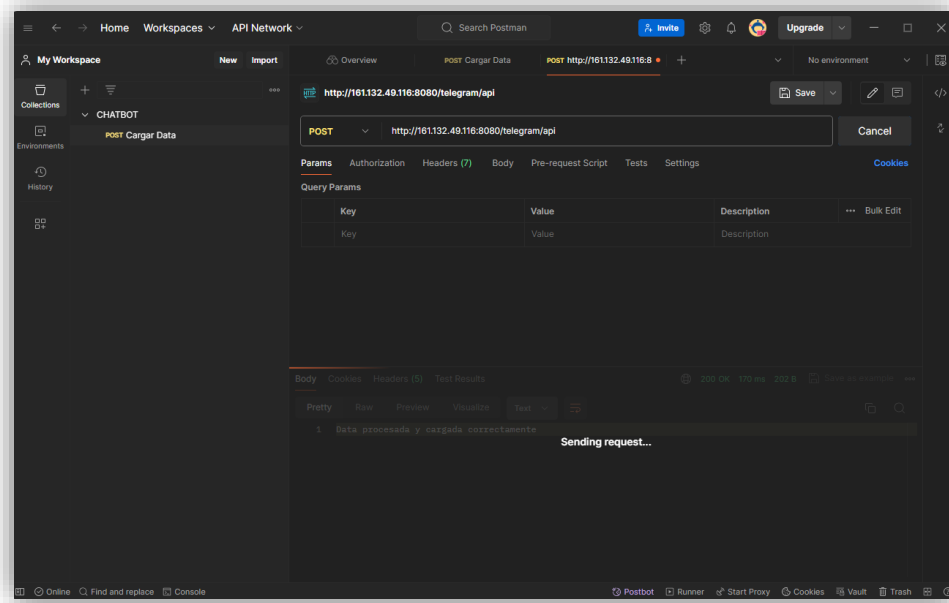 Home Workspaces API Network Search Postman Invite Upgrade
My Workspace New Import Overview POST Cargar Data POST http://161.132.49.116:8 No environment
Collections
CHATBOT
POST Cargar Data
Environments
History
HTTP http://161.132.49.116:8080/telegram/api Save
POST http://161.132.49.116:8080/telegram/api Cancel
Params Authorization Headers (7) Body Pre-request Script Tests Settings Cookies
Query Params
Key Value Description Bulk Edit
Key Value Description
Body Cookies Headers (5) Test Results 200 OK 170 ms 202 B Save as example
Pretty Raw Preview Visualize Text
1 Data procesada y cargada correctamente
Sending request...
Online Find and replace Console Postbot Runner Start Proxy Cookies Vault Trash